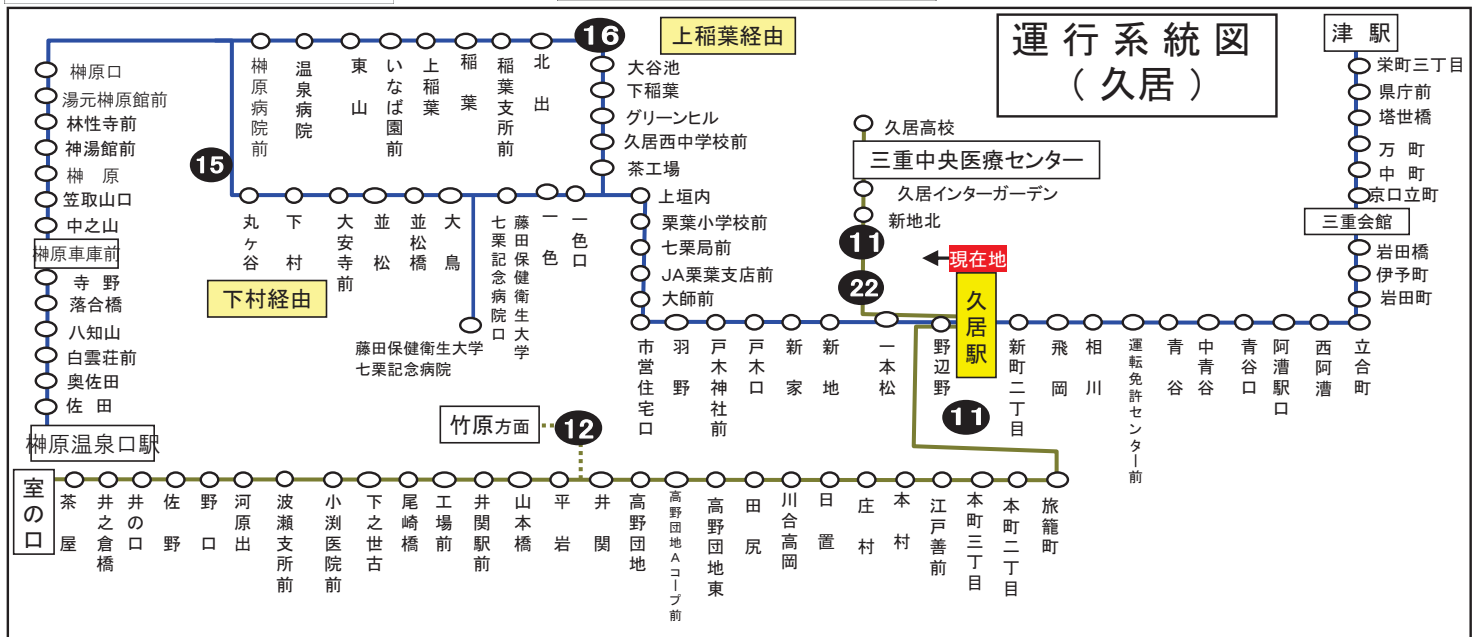 運行系統図
(久居)
津駅
栄町三丁目
県庁前
塔世橋
万町
中町
京口立町
三重会館
岩田橋
伊予町
岩田町
立合町
西阿漕
阿漕駅口
青谷口
中青谷
青谷
運転免許センター前
相川
飛岡
新町二丁目
久居駅
現在地
野辺野
一本松
新地
新家
戸木口
戸木神社前
羽野
市営住宅口
大師前
JA栗葉支店前
七栗局前
栗葉小学校前
上垣内
久居高校
三重中央医療センター
久居インターガーデン
新地北
11
22
11
16
上稲葉経由
大谷池
下稲葉
グリーンヒル
久居西中学校前
茶工場
北出
稲葉支所前
稲葉
上稲葉
いなば園前
東山
温泉病院
榊原病院前
15
下村経由
一色口
一色
藤田保健衛生大学
七栗記念病院口
藤田保健衛生大学
七栗記念病院
大鳥
並松橋
並松
大安寺前
下村
丸ヶ谷
榊原口
湯元榊原館前
林性寺前
神湯館前
榊原
笠取山口
中之山
榊原車庫前
寺野
落合橋
八知山
白雲荘前
奥佐田
佐田
榊原温泉口駅
竹原方面
12
室の口
茶屋
井之倉橋
井の口
佐野
野口
河原出
波瀬支所前
小渕医院前
下之世古
尾崎橋
工場前
井関駅前
山本橋
平岩
井関
高野団地
高野団地Aコープ前
高野団地東
田尻
川合高岡
日置
庄村
本村
江戸善前
本町三丁目
本町二丁目
旅籠町